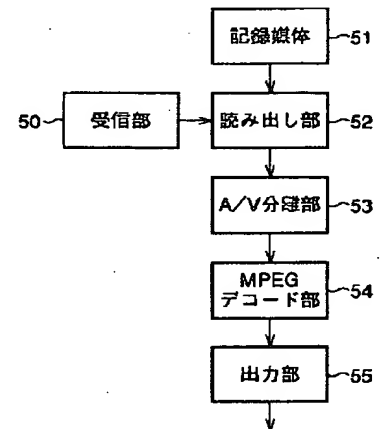 記録媒体 51
50 受信部 読み出し部 52
A/V分離部 53
MPEG
デコード部 54
出力部 55